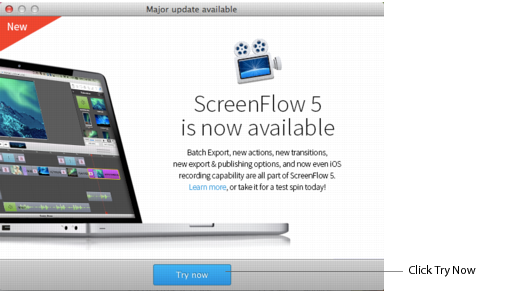 Major update available
New
ScreenFlow 5
is now available
Batch Export, new actions, new transitions,
new export & publishing options, and now even iOS
recording capability are all part of ScreenFlow 5.
Learn more, or take it for a test spin today!
Try now
Click Try Now